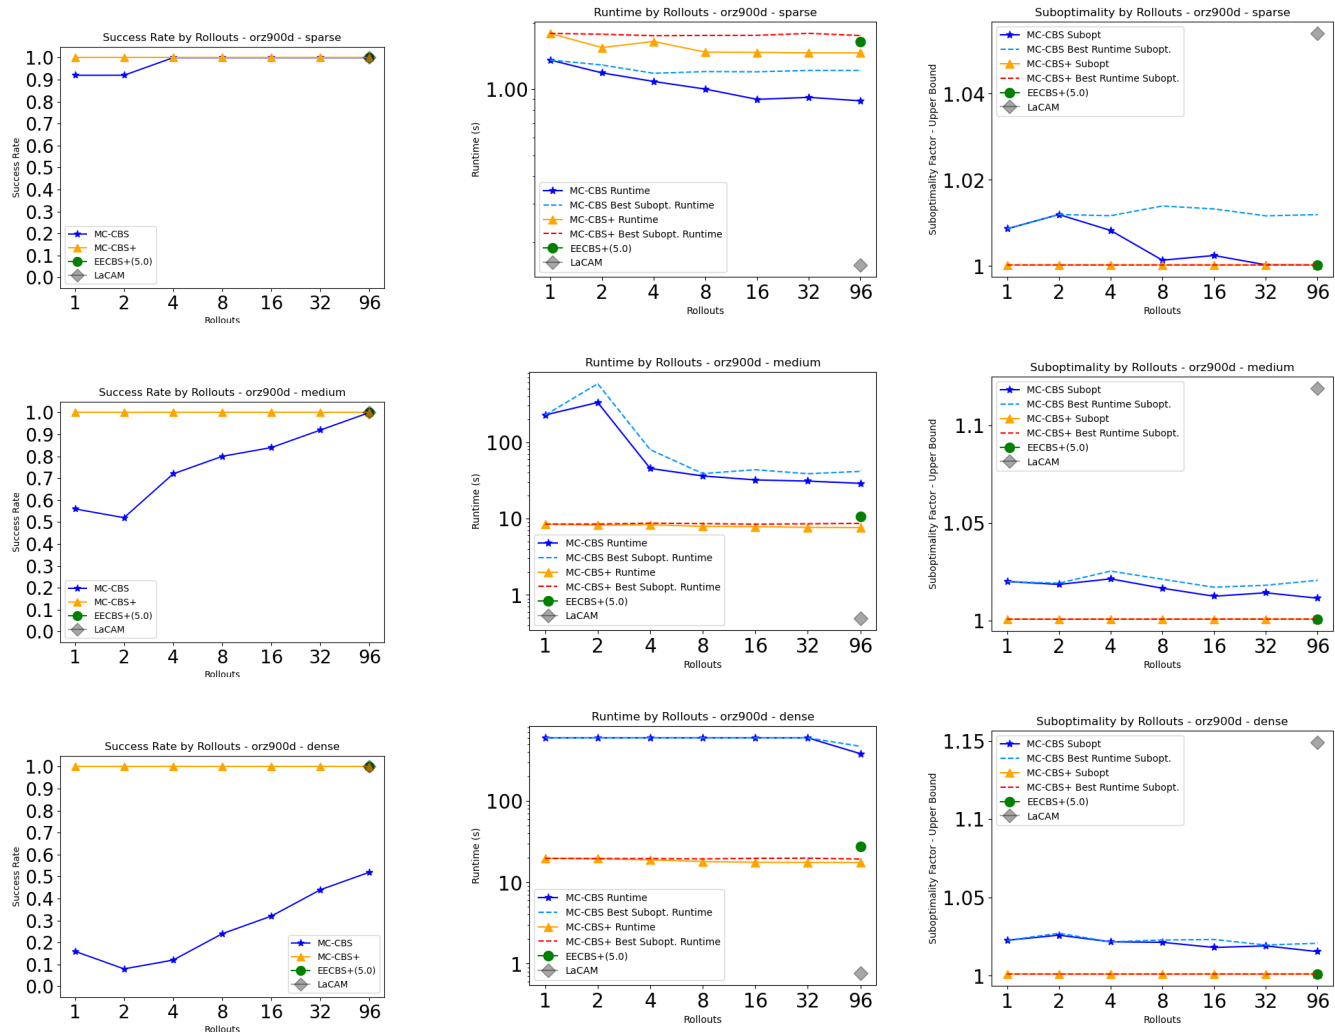 Success Rate by Rollouts - orz900d - sparse
1.0
0.9
0.8
0.7
0.6
0.5
0.4
0.3
0.2
0.1
0.0
Success Rate
MC-CBS
MC-CBS+
EECBS+(5.0)
LaCAM
1 2 4 8 16 32 96
Rollouts
Runtime by Rollouts - orz900d - sparse
1.00
Runtime (s)
MC-CBS Runtime
MC-CBS Best Subopt. Runtime
MC-CBS+ Runtime
MC-CBS+ Best Subopt. Runtime
EECBS+(5.0)
LaCAM
1 2 4 8 16 32 96
Rollouts
Suboptimality by Rollouts - orz900d - sparse
1.04
1.02
1
Suboptimality Factor - Upper Bound
MC-CBS Subopt
MC-CBS Best Runtime Subopt.
MC-CBS+ Subopt
MC-CBS+ Best Runtime Subopt.
EECBS+(5.0)
LaCAM
1 2 4 8 16 32 96
Rollouts
Success Rate by Rollouts - orz900d - medium
1.0
0.9
0.8
0.7
0.6
0.5
0.4
0.3
0.2
0.1
0.0
Success Rate
MC-CBS
MC-CBS+
EECBS+(5.0)
LaCAM
1 2 4 8 16 32 96
Rollouts
Runtime by Rollouts - orz900d - medium
100
10
1
Runtime (s)
MC-CBS Runtime
MC-CBS Best Subopt. Runtime
MC-CBS+ Runtime
MC-CBS+ Best Subopt. Runtime
EECBS+(5.0)
LaCAM
1 2 4 8 16 32 96
Rollouts
Suboptimality by Rollouts - orz900d - medium
1.1
1.05
1
Suboptimality Factor - Upper Bound
MC-CBS Subopt
MC-CBS Best Runtime Subopt.
MC-CBS+ Subopt
MC-CBS+ Best Runtime Subopt.
EECBS+(5.0)
LaCAM
1 2 4 8 16 32 96
Rollouts
Success Rate by Rollouts - orz900d - dense
1.0
0.9
0.8
0.7
0.6
0.5
0.4
0.3
0.2
0.1
0.0
Success Rate
MC-CBS
MC-CBS+
EECBS+(5.0)
LaCAM
1 2 4 8 16 32 96
Rollouts
Runtime by Rollouts - orz900d - dense
100
10
1
Runtime (s)
MC-CBS Runtime
MC-CBS Best Subopt. Runtime
MC-CBS+ Runtime
MC-CBS+ Best Subopt. Runtime
EECBS+(5.0)
LaCAM
1 2 4 8 16 32 96
Rollouts
Suboptimality by Rollouts - orz900d - dense
1.15
1.1
1.05
1
Suboptimality Factor - Upper Bound
MC-CBS Subopt
MC-CBS Best Runtime Subopt.
MC-CBS+ Subopt
MC-CBS+ Best Runtime Subopt.
EECBS+(5.0)
LaCAM
1 2 4 8 16 32 96
Rollouts